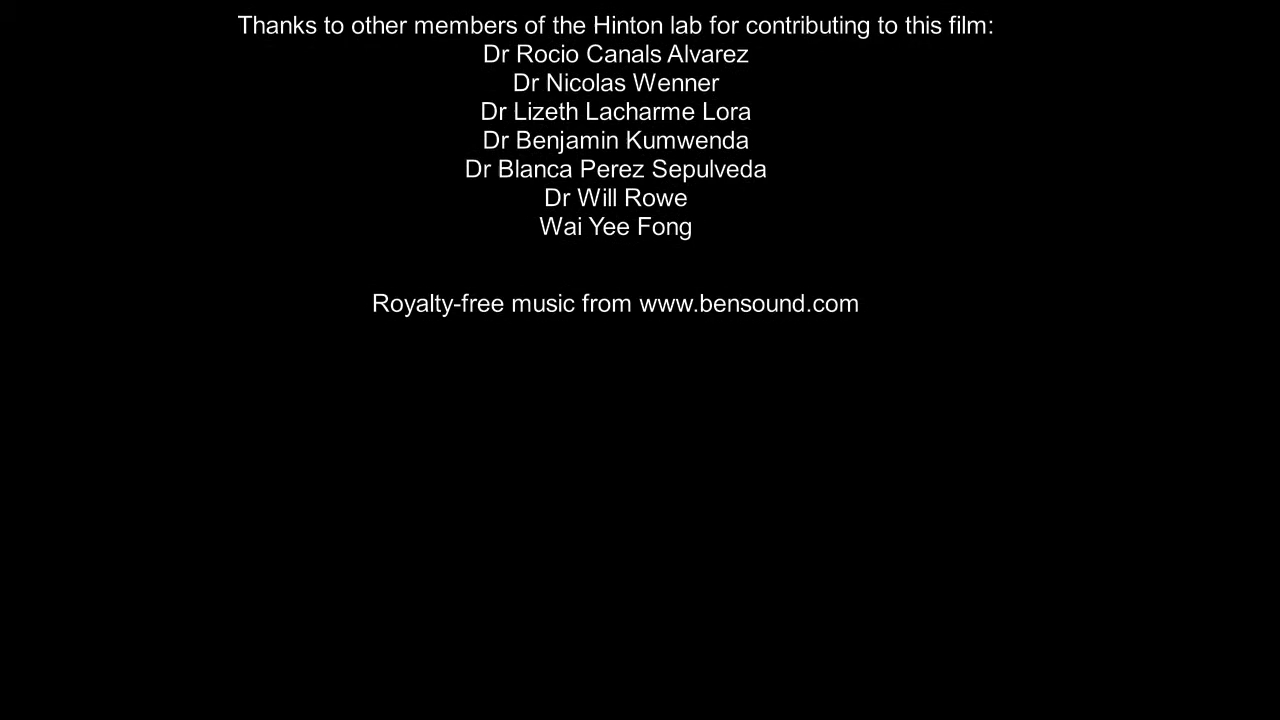 Thanks to other members of the Hinton lab for contributing to this film:
Dr Rocio Canals Alvarez
Dr Nicolas Wenner
Dr Lizeth Lacharme Lora
Dr Benjamin Kumwenda
Dr Blanca Perez Sepulveda
Dr Will Rowe
Wai Yee Fong
Royalty-free music from www.bensound.com